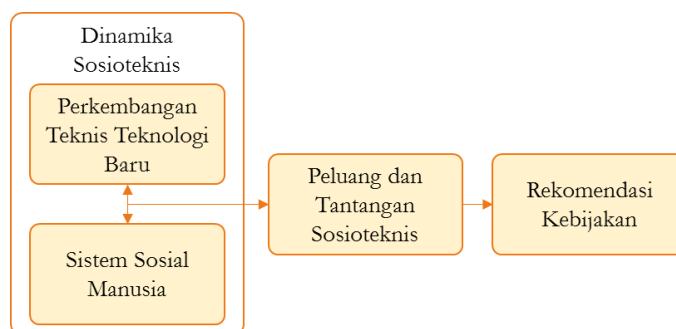 Dinamika
Sosioteknis
Perkembangan
Teknis Teknologi
Baru
Sistem Sosial
Manusia
Peluang dan
Tantangan
Sosioteknis
Rekomendasi
Kebijakan